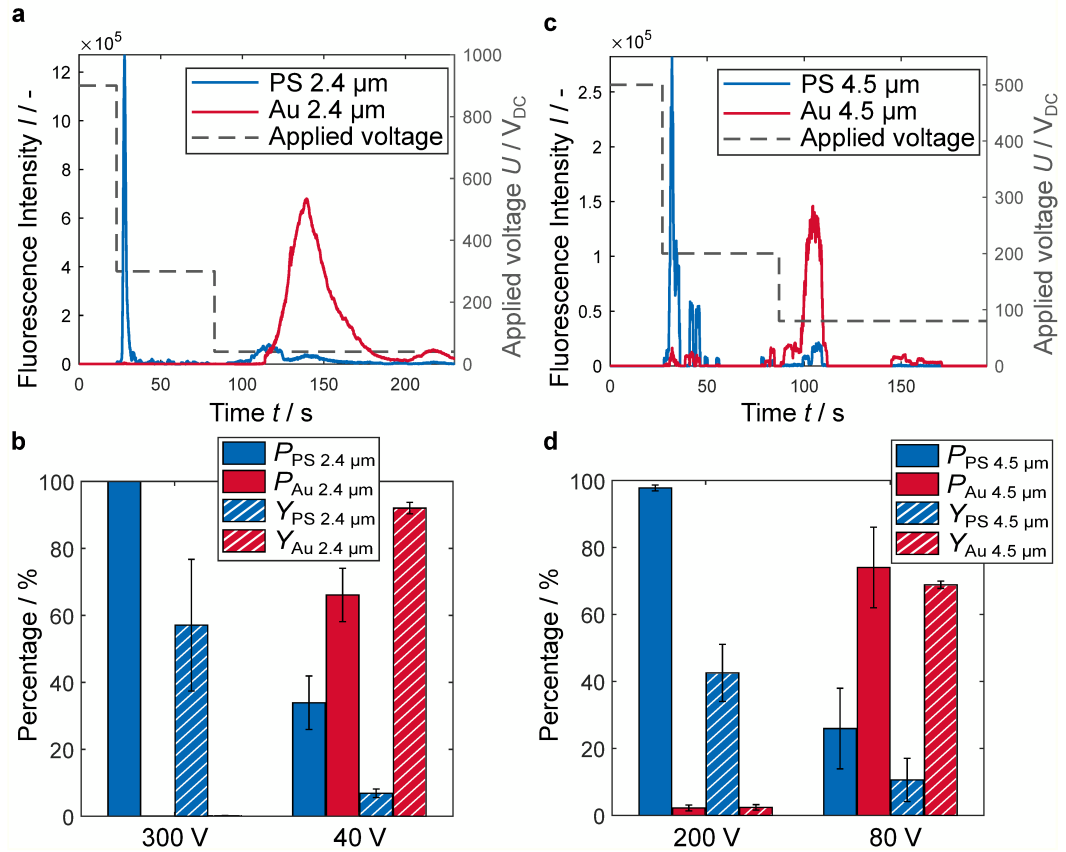 a
×10⁵
Fluorescence Intensity I / -
12
10
8
6
4
2
0
PS 2.4 µm
Au 2.4 µm
Applied voltage
1000
800
600
400
200
0
Applied voltage U / V_DC
0 50 100 150 200
Time t / s
c
×10⁵
Fluorescence Intensity I / -
2.5
2
1.5
1
0.5
0
PS 4.5 µm
Au 4.5 µm
Applied voltage
500
400
300
200
100
0
Applied voltage U / V_DC
0 50 100 150
Time t / s
b
P_PS 2.4 µm
P_Au 2.4 µm
Y_PS 2.4 µm
Y_Au 2.4 µm
Percentage / %
100
80
60
40
20
0
300 V 40 V
d
P_PS 4.5 µm
P_Au 4.5 µm
Y_PS 4.5 µm
Y_Au 4.5 µm
Percentage / %
100
80
60
40
20
0
200 V 80 V